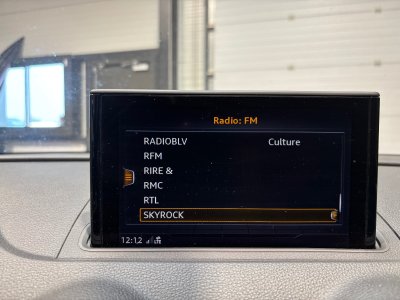 Radio: FM
RADIOBLV Culture
RFM
RIRE &
RMC
RTL
SKYROCK
12:12